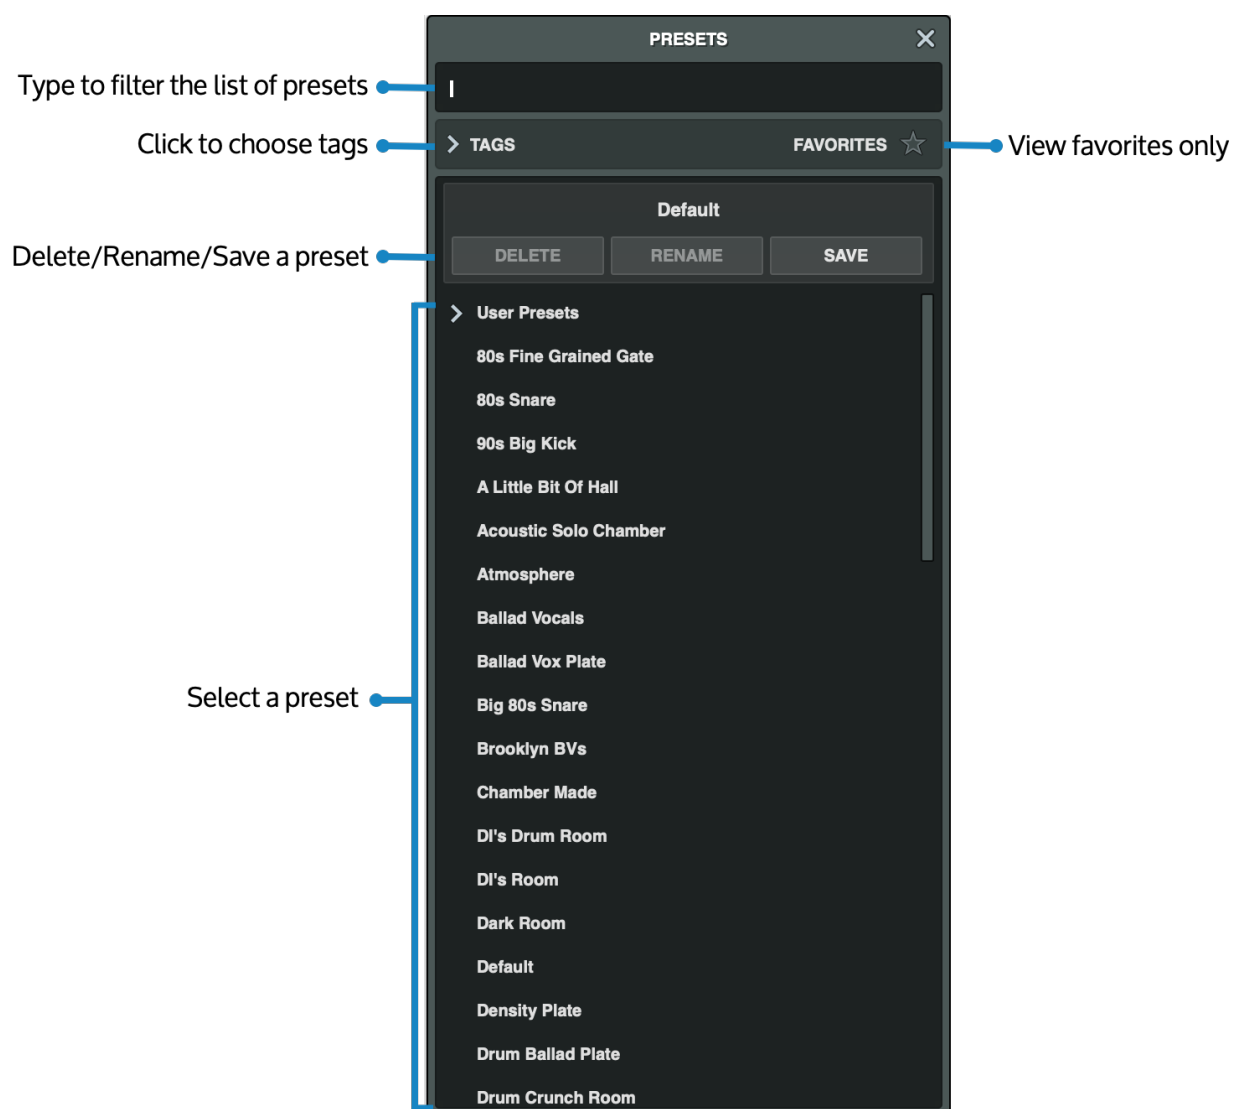 PRESETS
Type to filter the list of presets
Click to choose tags
TAGS
FAVORITES
View favorites only
Default
Delete/Rename/Save a preset
DELETE
RENAME
SAVE
User Presets
80s Fine Grained Gate
80s Snare
90s Big Kick
A Little Bit Of Hall
Acoustic Solo Chamber
Atmosphere
Ballad Vocals
Ballad Vox Plate
Select a preset
Big 80s Snare
Brooklyn BVs
Chamber Made
DI's Drum Room
DI's Room
Dark Room
Default
Density Plate
Drum Ballad Plate
Drum Crunch Room